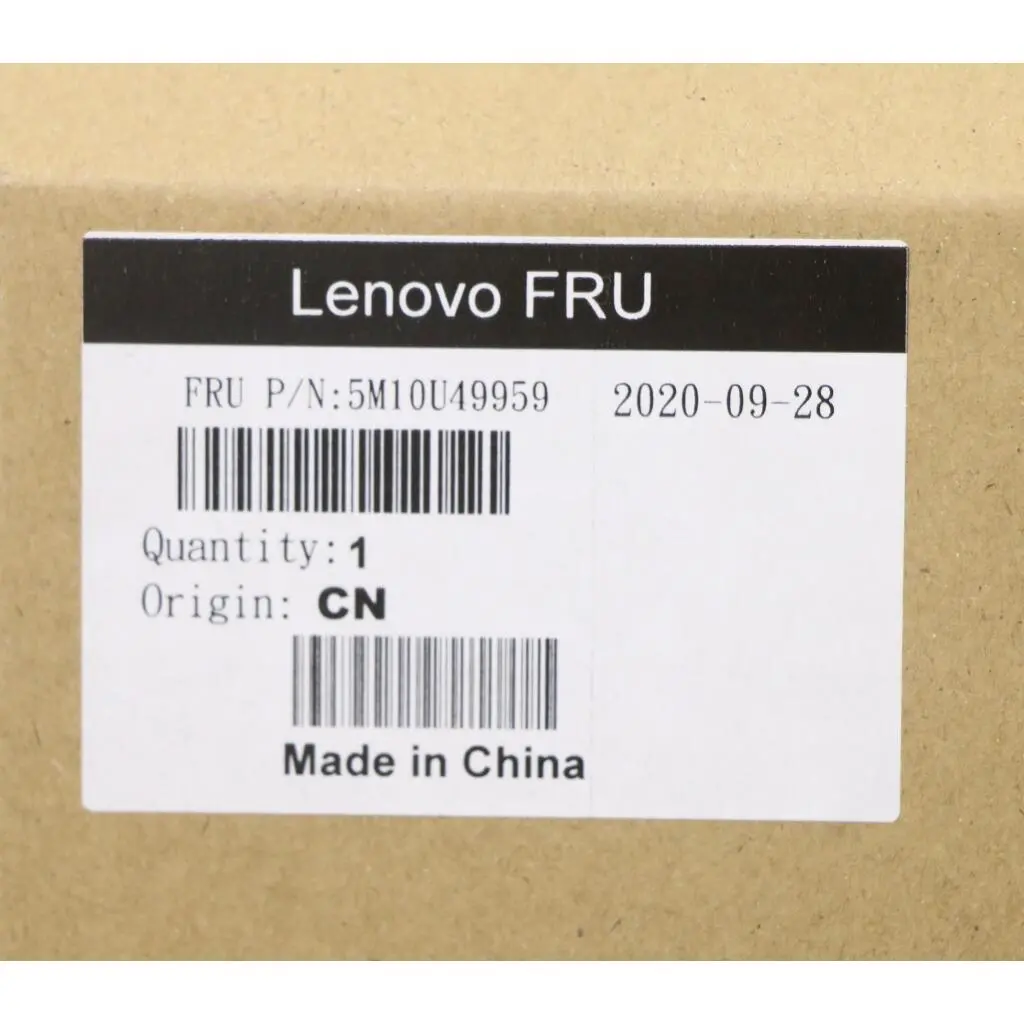 Lenovo FRU
FRU P/N:5M10U49959
2020-09-28
Quantity: 1
Origin: CN
Made in China